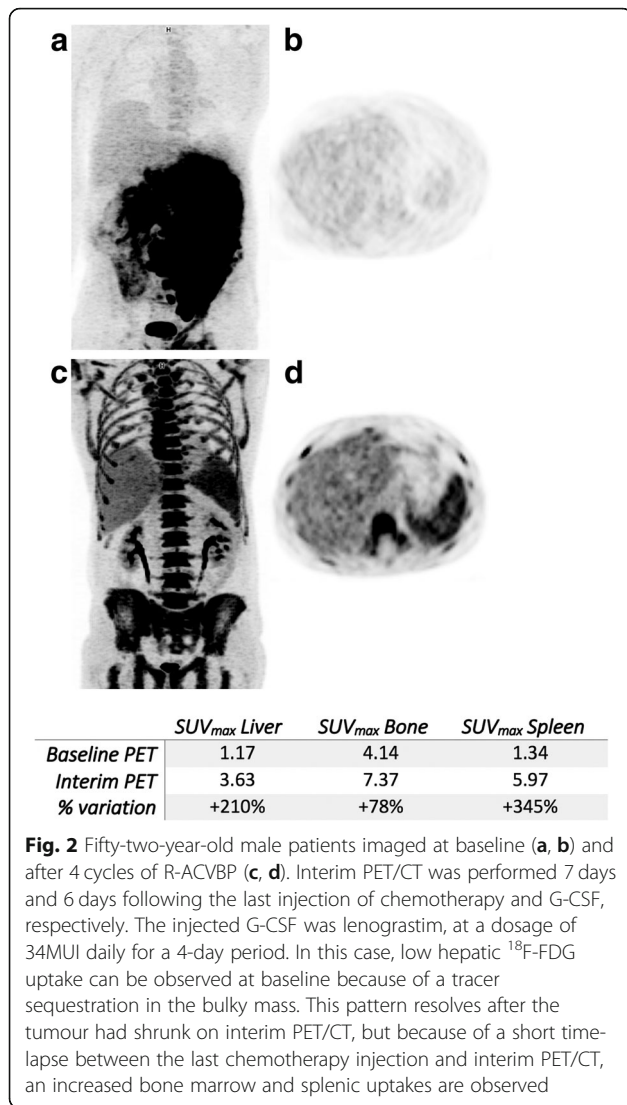 a
b
H
c
d
H
SUVmax Liver SUVmax Bone SUVmax Spleen
Baseline PET 1.17 4.14 1.34
Interim PET 3.63 7.37 5.97
% variation +210% +78% +345%
Fig. 2 Fifty-two-year-old male patients imaged at baseline (a, b) and
after 4 cycles of R-ACVBP (c, d). Interim PET/CT was performed 7 days
and 6 days following the last injection of chemotherapy and G-CSF,
respectively. The injected G-CSF was lenograstim, at a dosage of
34MUI daily for a 4-day period. In this case, low hepatic 18F-FDG
uptake can be observed at baseline because of a tracer
sequestration in the bulky mass. This pattern resolves after the
tumour had shrunk on interim PET/CT, but because of a short time-
lapse between the last chemotherapy injection and interim PET/CT,
an increased bone marrow and splenic uptakes are observed